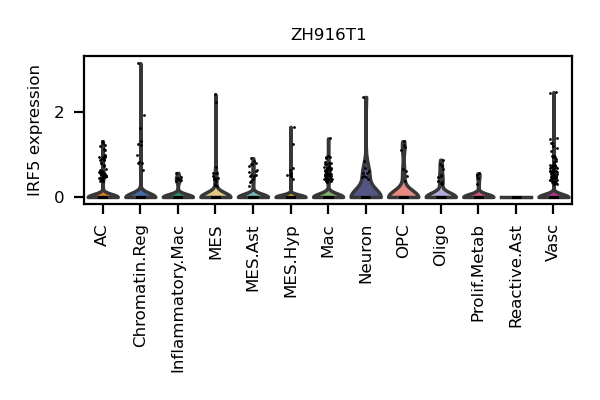 ZH916T1
IRF5 expression
2
0
AC
Chromatin.Reg
Inflammatory.Mac
MES
MES.Ast
MES.Hyp
Mac
Neuron
OPC
Oligo
Prolif.Metab
Reactive.Ast
Vasc